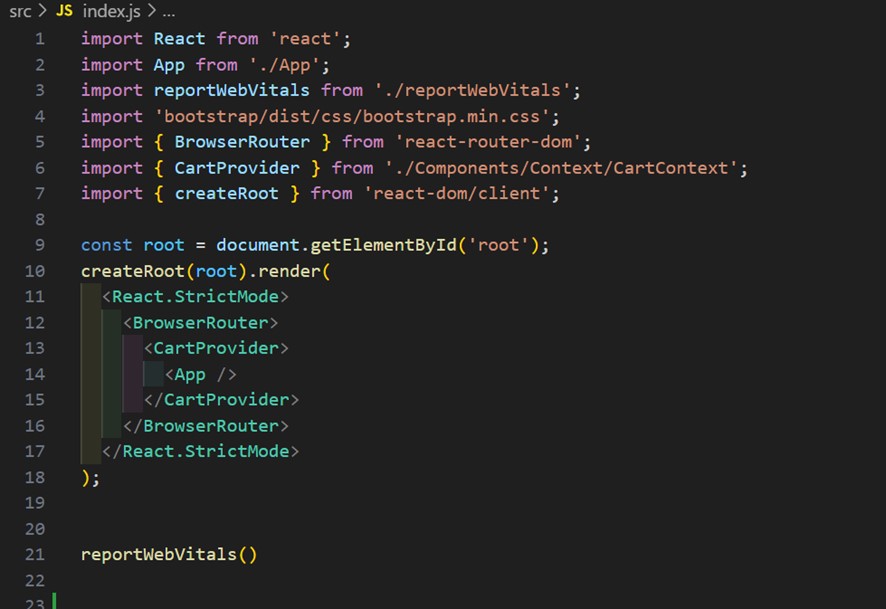 src > JS index.js > ...
1 import React from 'react';
2 import App from './App';
3 import reportWebVitals from './reportWebVitals';
4 import 'bootstrap/dist/css/bootstrap.min.css';
5 import { BrowserRouter } from 'react-router-dom';
6 import { CartProvider } from './Components/Context/CartContext';
7 import { createRoot } from 'react-dom/client';
8
9 const root = document.getElementById('root');
10 createRoot(root).render(
11   <React.StrictMode>
12     <BrowserRouter>
13       <CartProvider>
14         <App />
15       </CartProvider>
16     </BrowserRouter>
17   </React.StrictMode>
18 );
19
20
21 reportWebVitals()
22
23